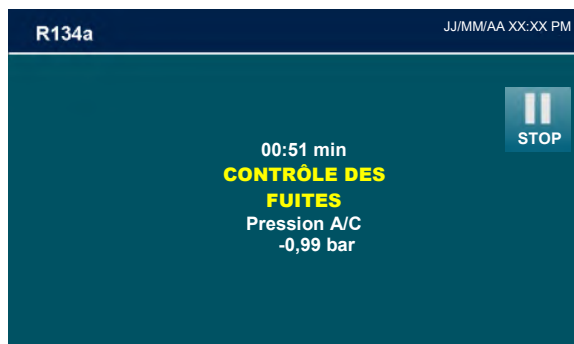 R134a
JJ/MM/AA XX:XX PM
STOP
00:51 min
CONTRÔLE DES
FUITES
Pression A/C
-0,99 bar